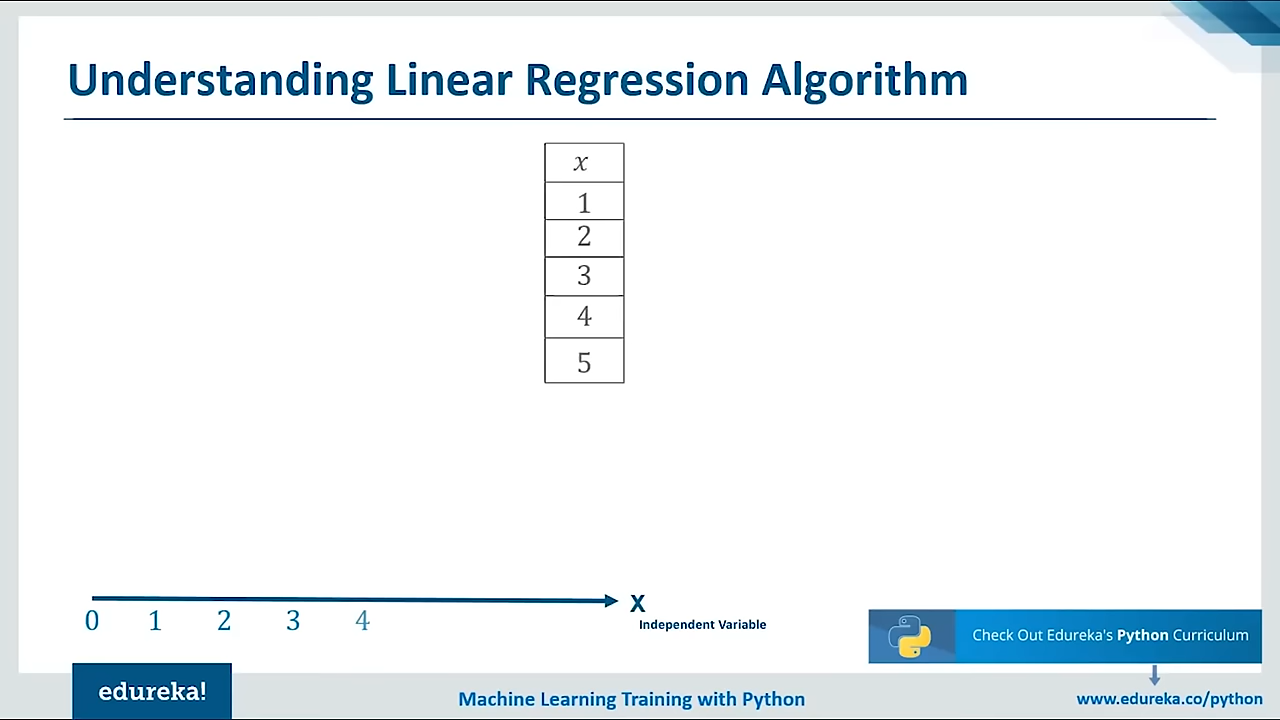 Understanding Linear Regression Algorithm
x
1
2
3
4
5
0 1 2 3 4
X
Independent Variable
Check Out Edureka's Python Curriculum
edureka!
Machine Learning Training with Python
www.edureka.co/python